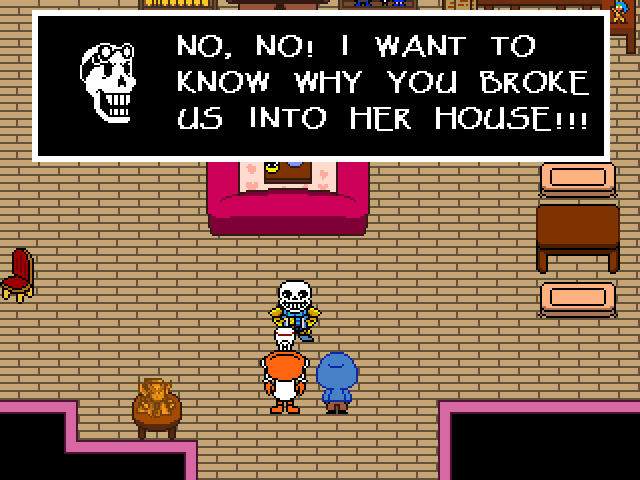 NO, NO! I WANT TO
KNOW WHY YOU BROKE
US INTO HER HOUSE!!!